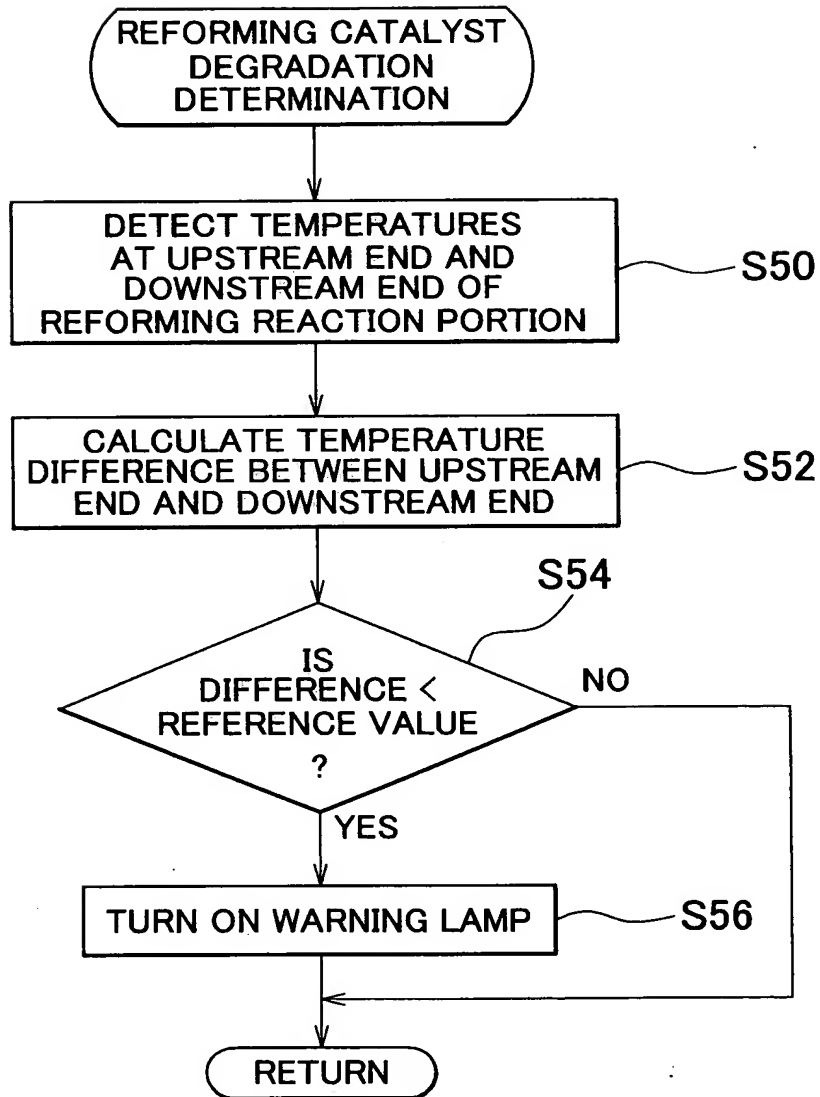 REFORMING CATALYST
DEGRADATION
DETERMINATION
DETECT TEMPERATURES
AT UPSTREAM END AND
DOWNSTREAM END OF
REFORMING REACTION PORTION
S50
CALCULATE TEMPERATURE
DIFFERENCE BETWEEN UPSTREAM
END AND DOWNSTREAM END
S52
S54
IS
DIFFERENCE <
REFERENCE VALUE
?
NO
YES
TURN ON WARNING LAMP
S56
RETURN